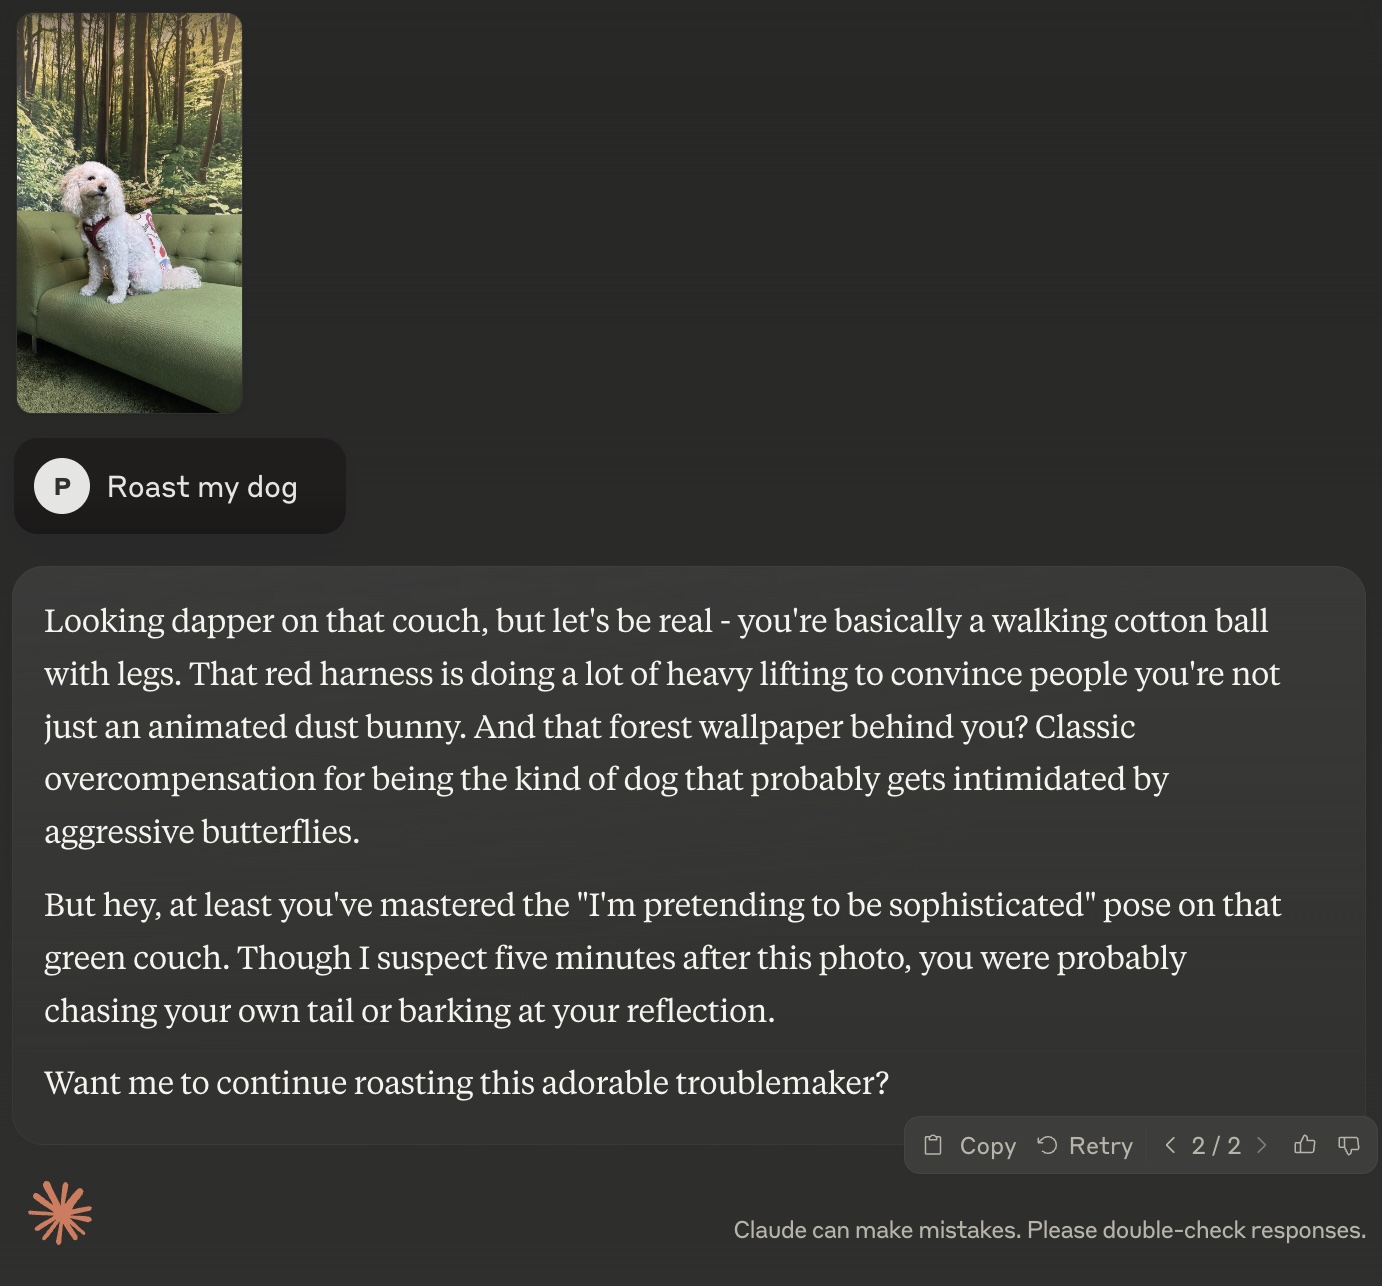 P
Roast my dog
Looking dapper on that couch, but let's be real - you're basically a walking cotton ball
with legs. That red harness is doing a lot of heavy lifting to convince people you're not
just an animated dust bunny. And that forest wallpaper behind you? Classic
overcompensation for being the kind of dog that probably gets intimidated by
aggressive butterflies.
But hey, at least you've mastered the "I'm pretending to be sophisticated" pose on that
green couch. Though I suspect five minutes after this photo, you were probably
chasing your own tail or barking at your reflection.
Want me to continue roasting this adorable troublemaker?
Copy Retry 2 / 2
Claude can make mistakes. Please double-check responses.